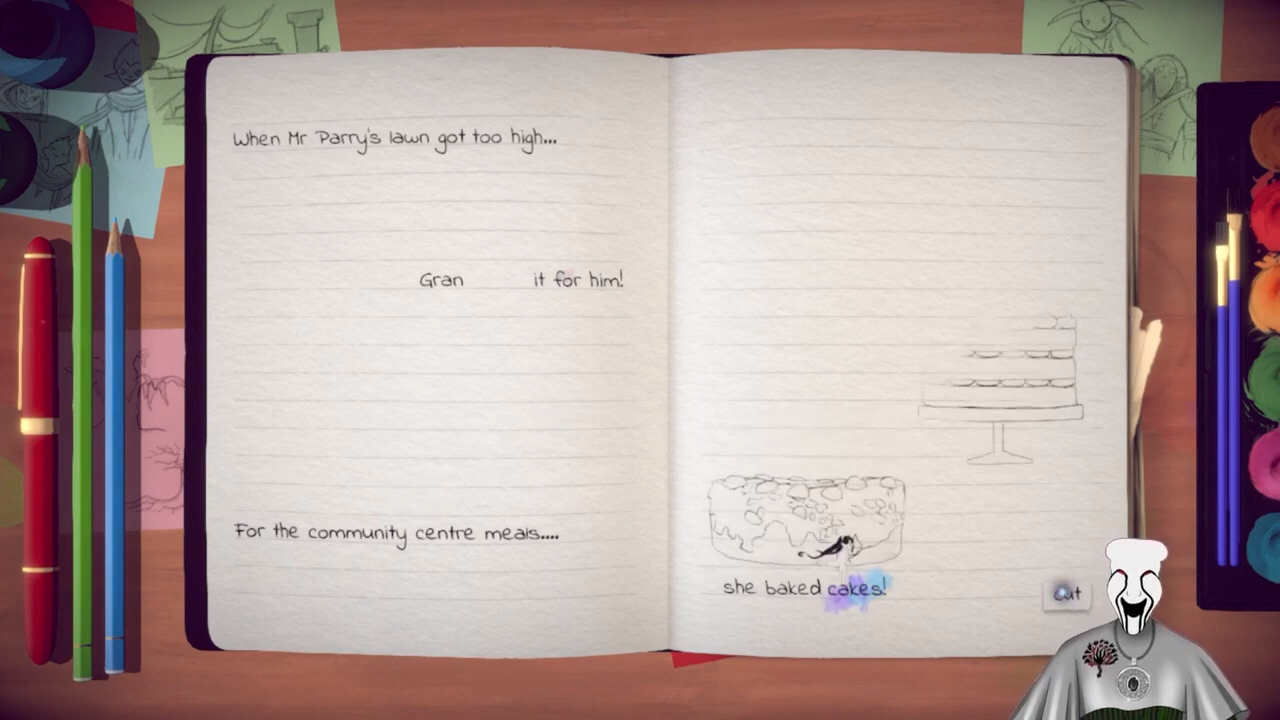 When Mr Parry's lawn got too high...
Gran it for him!
For the community centre meals....
she baked cakes!
cut